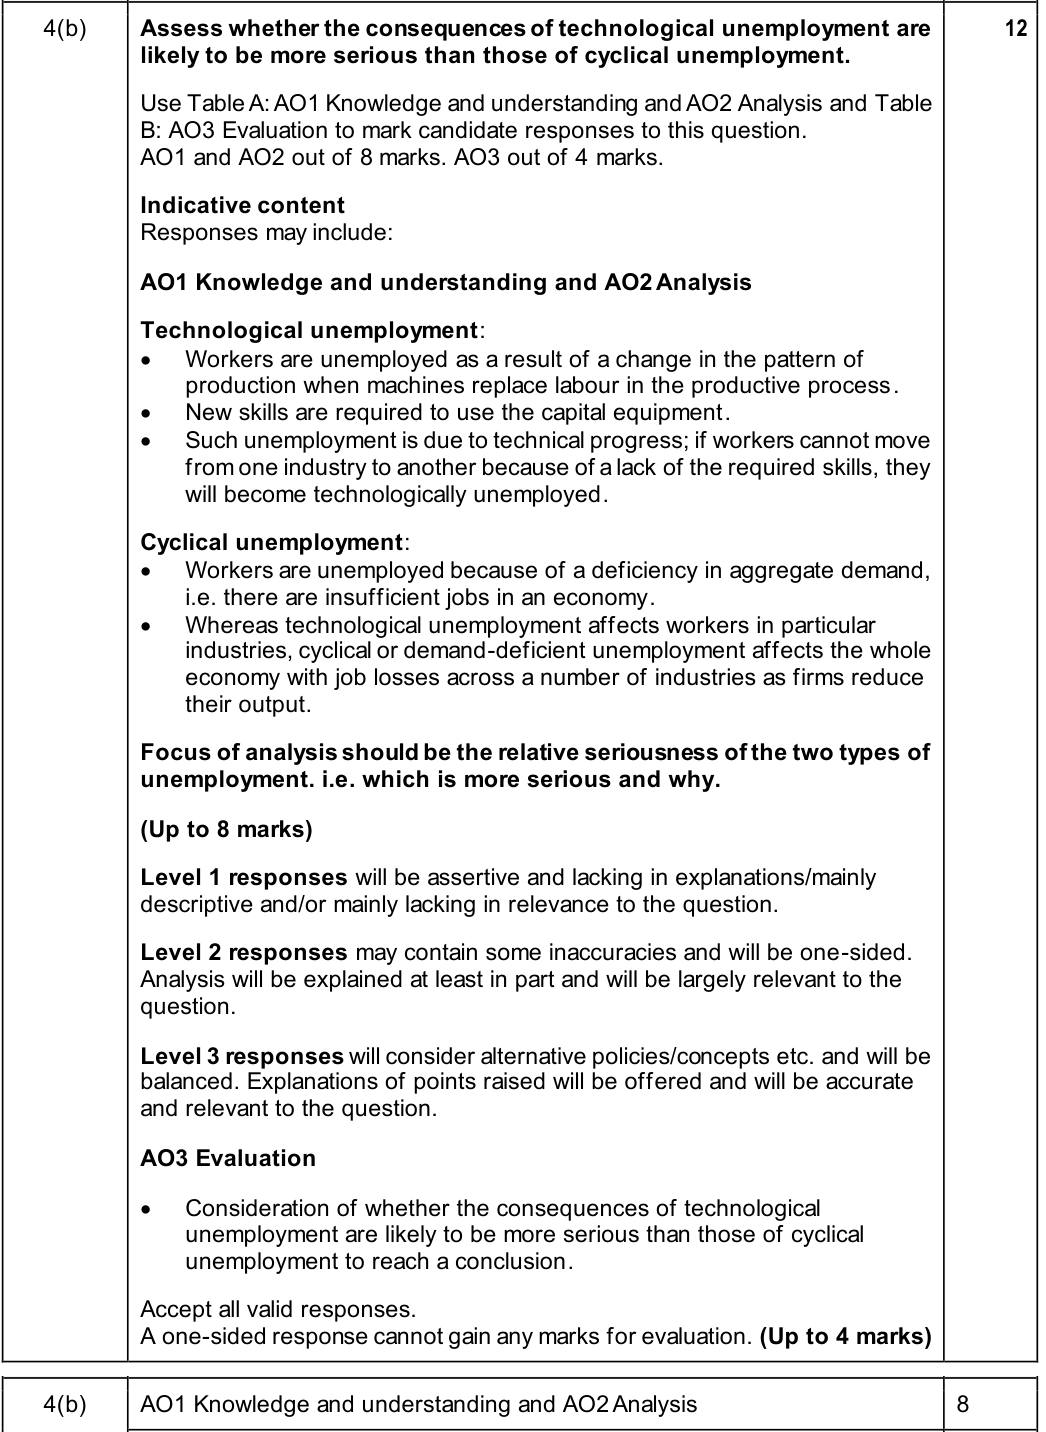 4(b)
Assess whether the consequences of technological unemployment are
likely to be more serious than those of cyclical unemployment.
12
Use Table A: AO1 Knowledge and understanding and AO2 Analysis and Table
B: AO3 Evaluation to mark candidate responses to this question.
AO1 and AO2 out of 8 marks. AO3 out of 4 marks.
Indicative content
Responses may include:
AO1 Knowledge and understanding and AO2 Analysis
Technological unemployment:
• Workers are unemployed as a result of a change in the pattern of
production when machines replace labour in the productive process.
• New skills are required to use the capital equipment.
• Such unemployment is due to technical progress; if workers cannot move
from one industry to another because of a lack of the required skills, they
will become technologically unemployed.
Cyclical unemployment:
• Workers are unemployed because of a deficiency in aggregate demand,
i.e. there are insufficient jobs in an economy.
• Whereas technological unemployment affects workers in particular
industries, cyclical or demand-deficient unemployment affects the whole
economy with job losses across a number of industries as firms reduce
their output.
Focus of analysis should be the relative seriousness of the two types of
unemployment. i.e. which is more serious and why.
(Up to 8 marks)
Level 1 responses will be assertive and lacking in explanations/mainly
descriptive and/or mainly lacking in relevance to the question.
Level 2 responses may contain some inaccuracies and will be one-sided.
Analysis will be explained at least in part and will be largely relevant to the
question.
Level 3 responses will consider alternative policies/concepts etc. and will be
balanced. Explanations of points raised will be offered and will be accurate
and relevant to the question.
AO3 Evaluation
• Consideration of whether the consequences of technological
unemployment are likely to be more serious than those of cyclical
unemployment to reach a conclusion.
Accept all valid responses.
A one-sided response cannot gain any marks for evaluation. (Up to 4 marks)
4(b)
AO1 Knowledge and understanding and AO2 Analysis
8